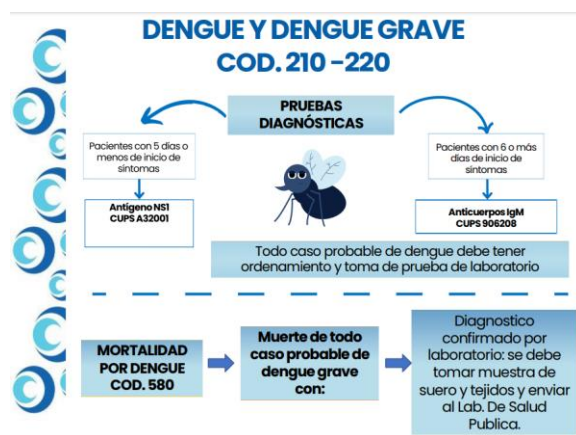 DENGUE Y DENGUE GRAVE
COD. 210 -220
PRUEBAS
DIAGNÓSTICAS
Pacientes con 5 días o
menos de inicio de
síntomas
Antígeno NS1
CUPS A32001
Pacientes con 6 o más
días de inicio de
síntomas
Anticuerpos IgM
CUPS 906208
Todo caso probable de dengue debe tener
ordenamiento y toma de prueba de laboratorio
MORTALIDAD
POR DENGUE
COD. 580
Muerte de todo
caso probable de
dengue grave
con:
Diagnostico
confirmado por
laboratorio: se debe
tomar muestra de
suero y tejidos y enviar
al Lab. De Salud
Publica.